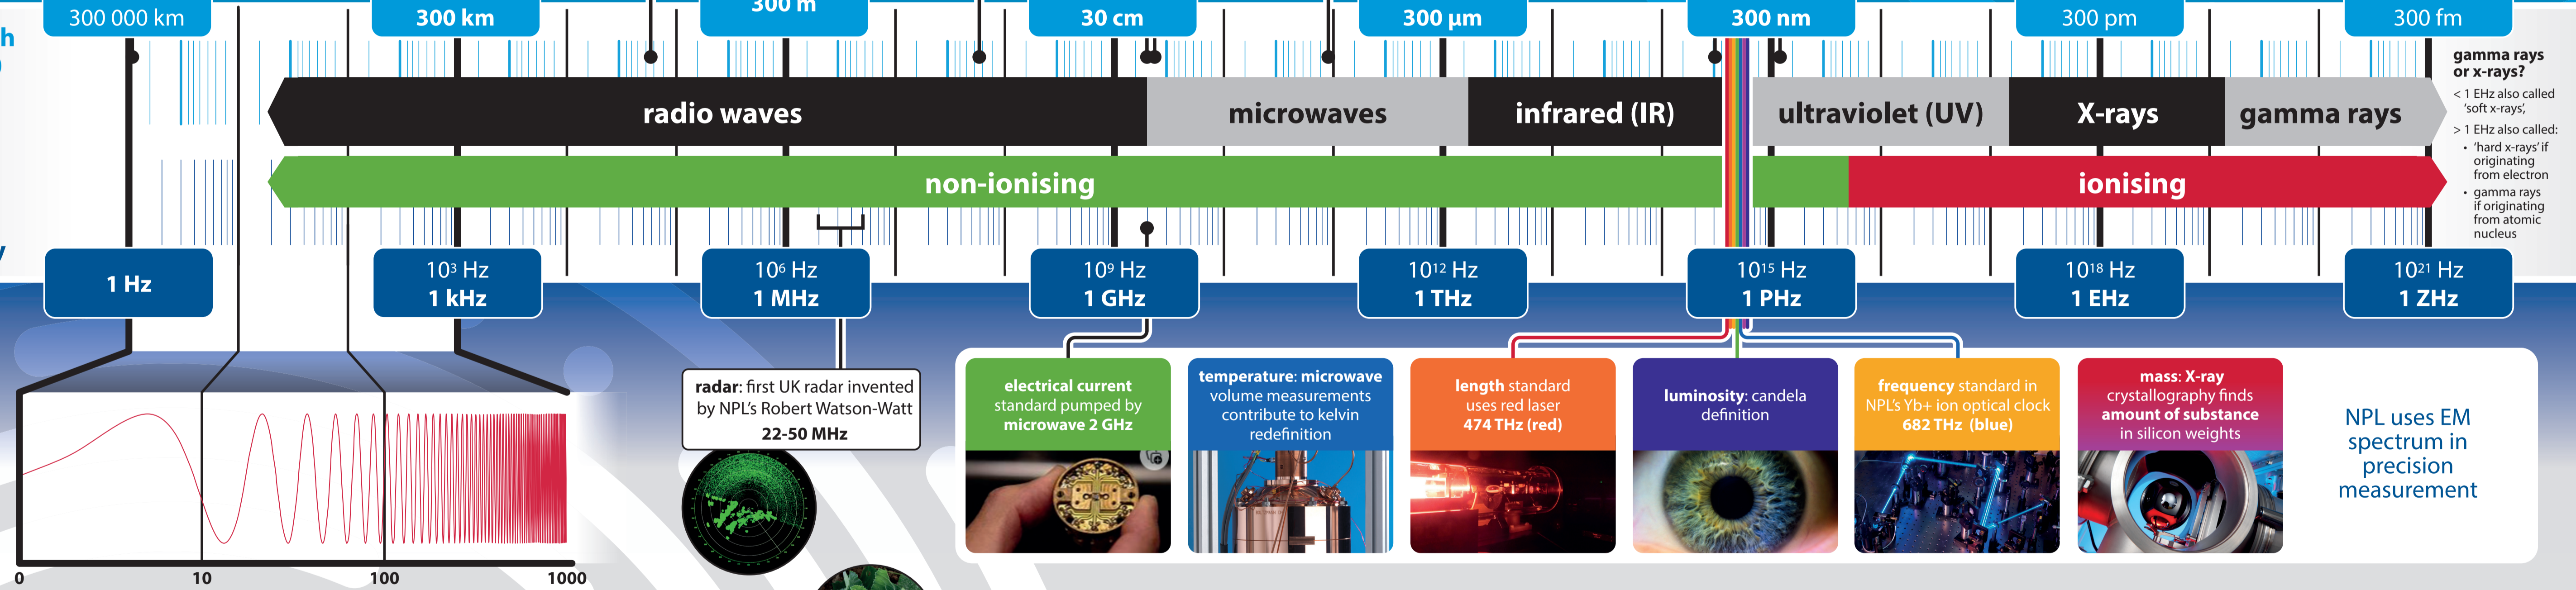 300 000 km
300 km
300 m
30 cm
300 µm
300 nm
300 pm
300 fm
h
)
radio waves
microwaves
infrared (IR)
ultraviolet (UV)
X-rays
gamma rays
non-ionising
ionising
gamma rays
or x-rays?
< 1 EHz also called
'soft x-rays',
> 1 EHz also called:
• 'hard x-rays' if
originating
from electron
• gamma rays
if originating
from atomic
nucleus
y
1 Hz
10³ Hz
1 kHz
10⁶ Hz
1 MHz
10⁹ Hz
1 GHz
10¹² Hz
1 THz
10¹⁵ Hz
1 PHz
10¹⁸ Hz
1 EHz
10²¹ Hz
1 ZHz
0
10
100
1000
radar: first UK radar invented
by NPL's Robert Watson-Watt
22-50 MHz
electrical current
standard pumped by
microwave 2 GHz
temperature: microwave
volume measurements
contribute to kelvin
redefinition
length standard
uses red laser
474 THz (red)
luminosity: candela
definition
frequency standard in
NPL's Yb+ ion optical clock
682 THz (blue)
mass: X-ray
crystallography finds
amount of substance
in silicon weights
NPL uses EM
spectrum in
precision
measurement